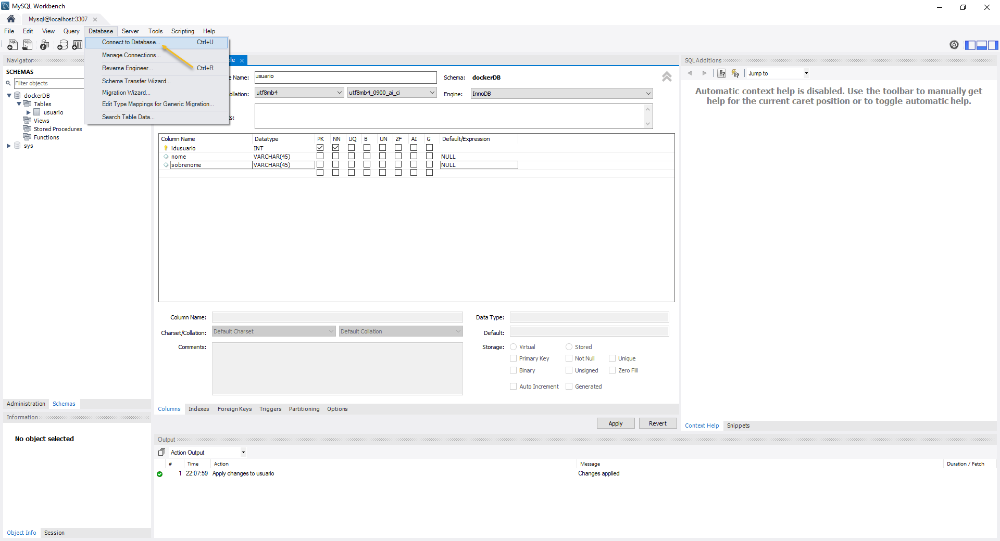 MySQL Workbench
Mysql@localhost:3307
File Edit View Query Database Server Tools Scripting Help
Connect to Database... Ctrl+U
Manage Connections...
Reverse Engineer... Ctrl+R
Schema Transfer Wizard...
Migration Wizard...
Edit Type Mappings for Generic Migration...
Search Table Data...
Navigator
SCHEMAS
Filter objects
dockerDB
Tables
usuario
Views
Stored Procedures
Functions
sys
Administration Schemas
Information
No object selected
Object Info Session
Name: usuario Schema: dockerDB
utf8mb4 utf8mb4_0900_ai_ci Engine: InnoDB
Column Name Datatype PK NN UQ B UN ZF AI G Default/Expression
idusuario INT
nome VARCHAR(45) NULL
sobrenome VARCHAR(45) NULL
Column Name: Data Type:
Charset/Collation: Default Charset Default Collation Default:
Comments: Storage: Virtual Stored
Primary Key Not Null Unique
Binary Unsigned Zero Fill
Auto Increment Generated
Columns Indexes Foreign Keys Triggers Partitioning Options
Apply Revert
Output
Action Output
# Time Action Message Duration / Fetch
1 22:07:59 Apply changes to usuario Changes applied
SQLAdditions
Jump to
Automatic context help is disabled. Use the toolbar to manually get
help for the current caret position or to toggle automatic help.
Context Help Snippets